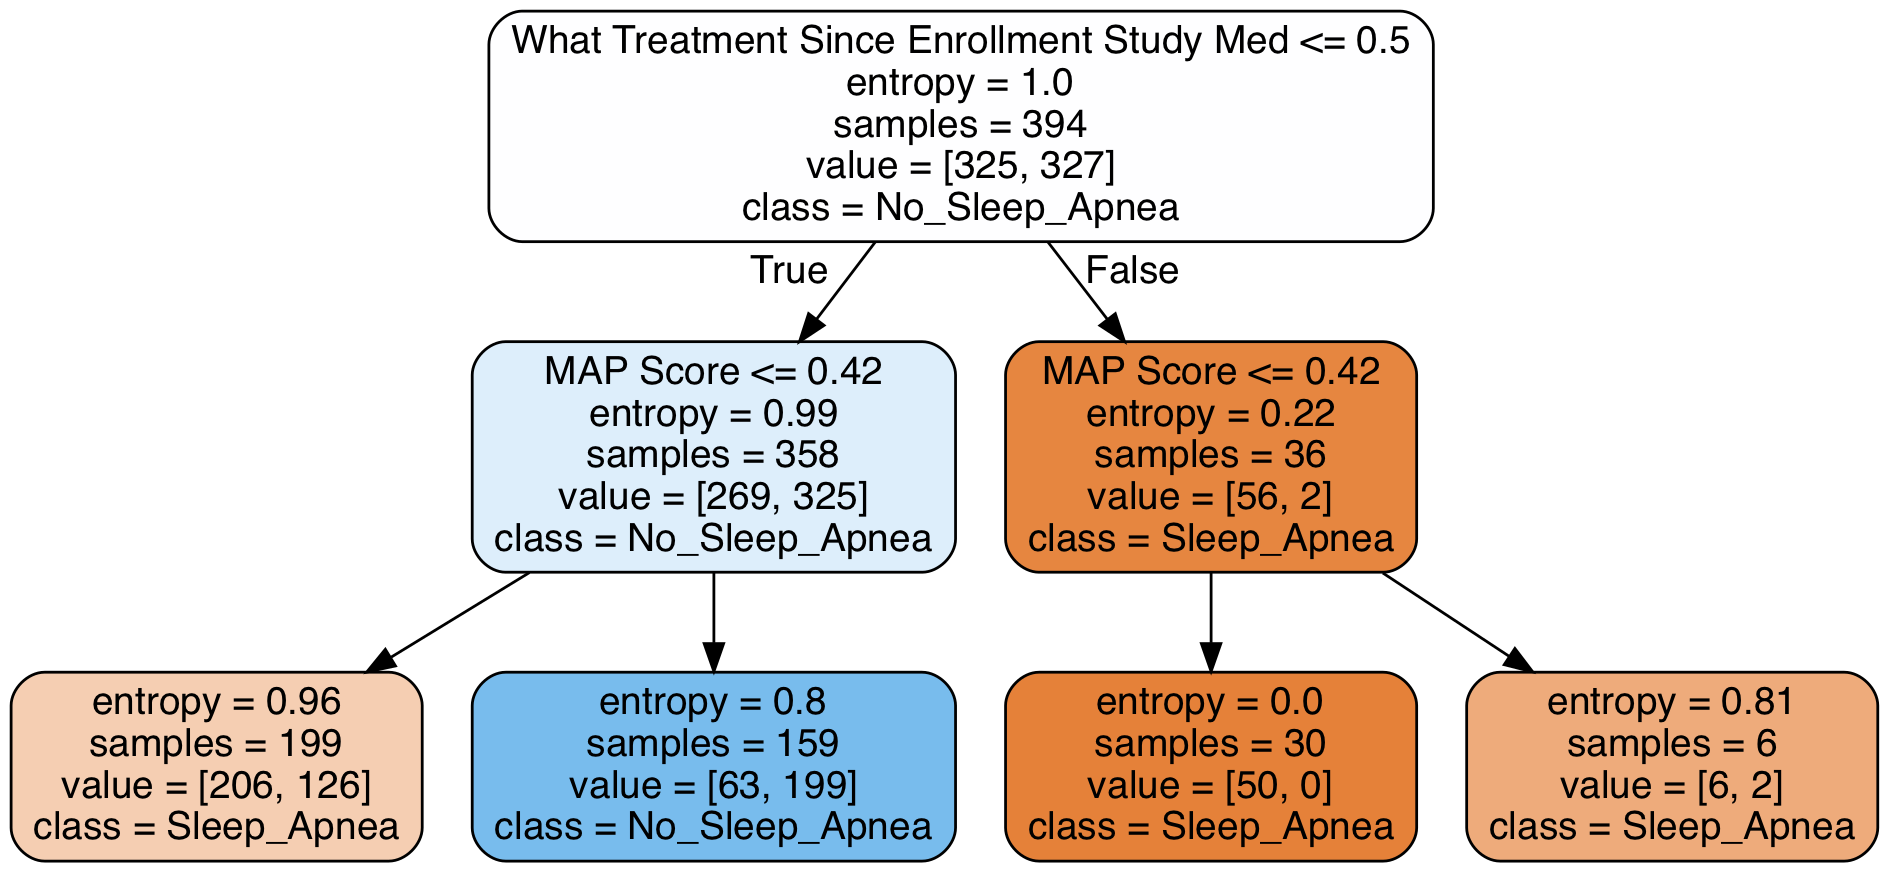 What Treatment Since Enrollment Study Med <= 0.5
entropy = 1.0
samples = 394
value = [325, 327]
class = No_Sleep_Apnea
True
False
MAP Score <= 0.42
entropy = 0.99
samples = 358
value = [269, 325]
class = No_Sleep_Apnea
MAP Score <= 0.42
entropy = 0.22
samples = 36
value = [56, 2]
class = Sleep_Apnea
entropy = 0.96
samples = 199
value = [206, 126]
class = Sleep_Apnea
entropy = 0.8
samples = 159
value = [63, 199]
class = No_Sleep_Apnea
entropy = 0.0
samples = 30
value = [50, 0]
class = Sleep_Apnea
entropy = 0.81
samples = 6
value = [6, 2]
class = Sleep_Apnea